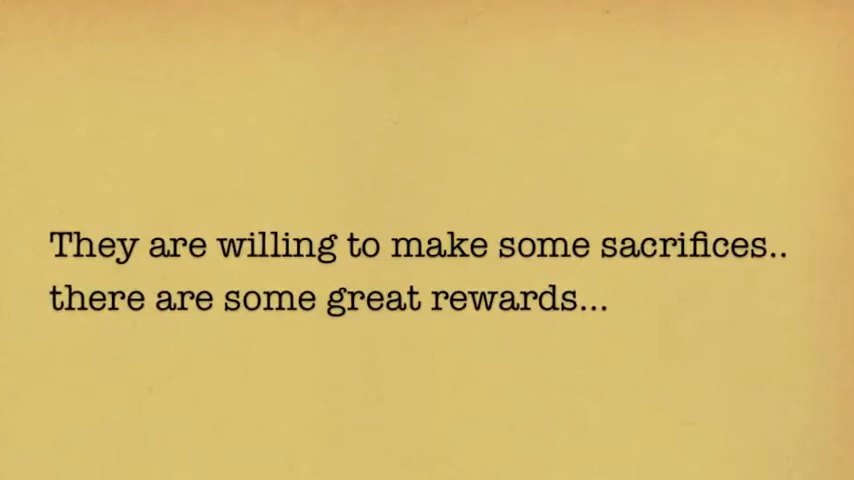 They are willing to make some sacrifices..
there are some great rewards...